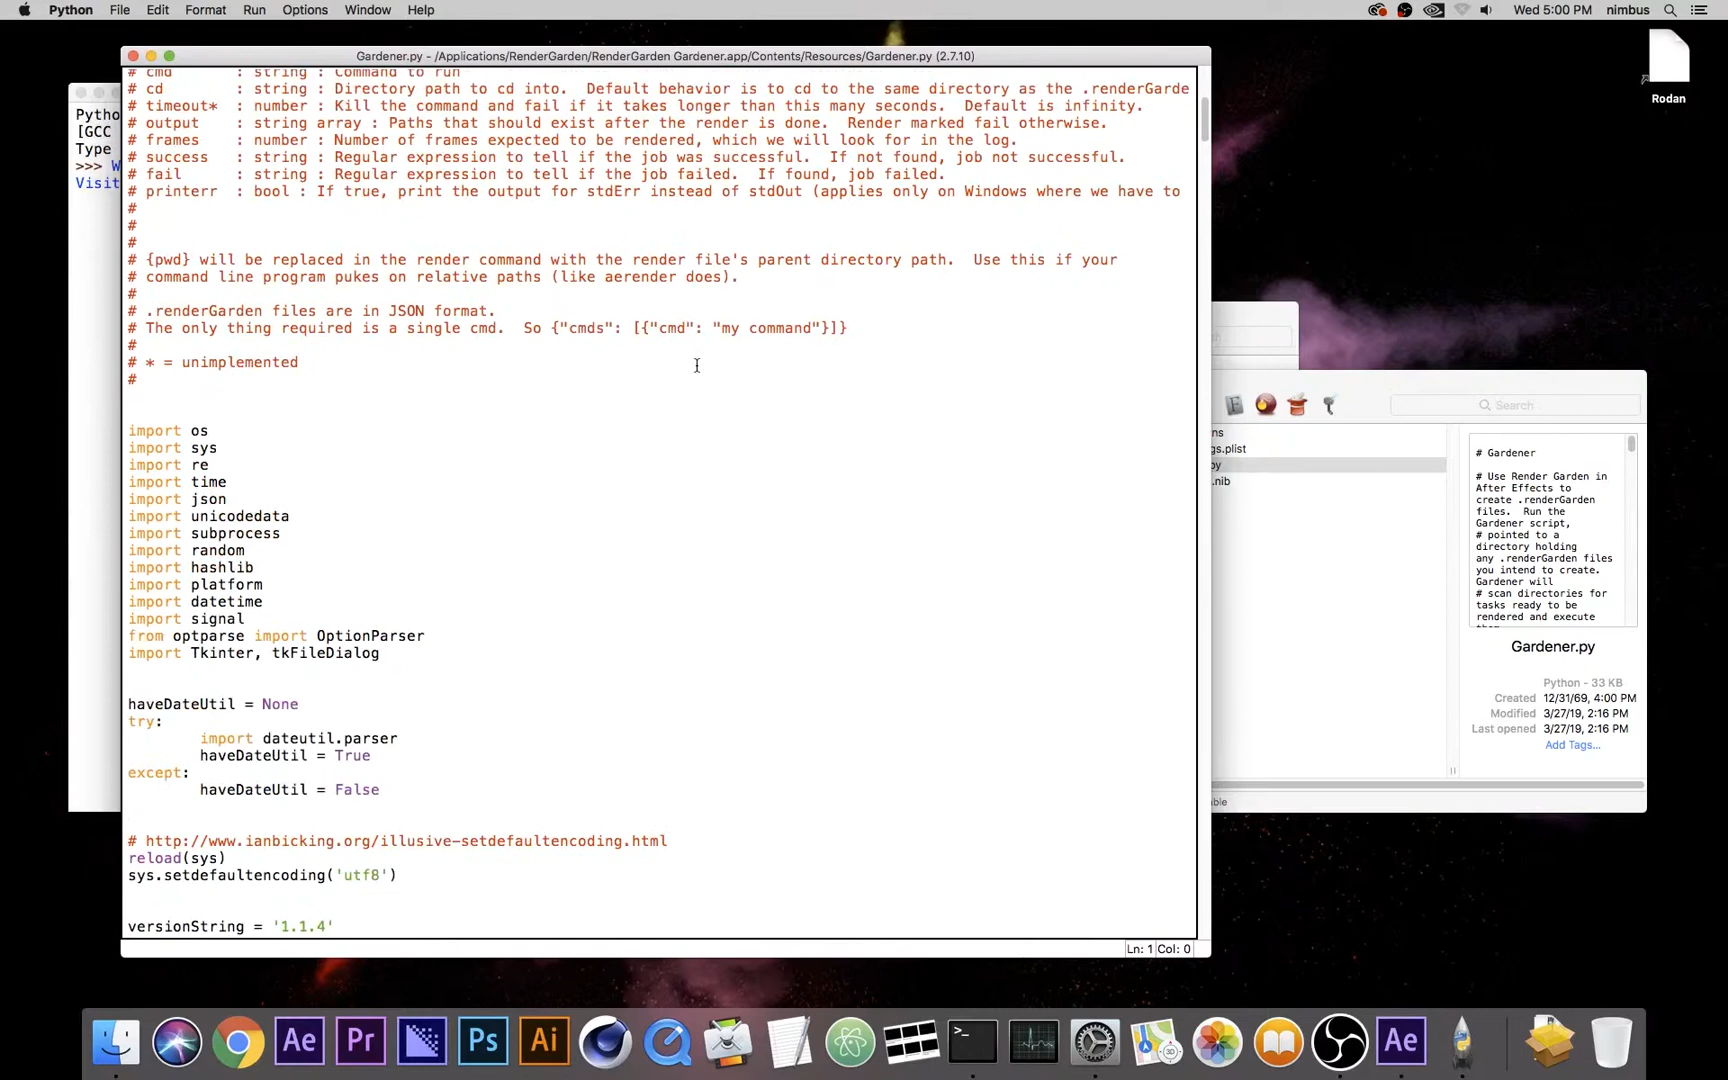 Python File Edit Format Run Options Window Help
Wed 5:00 PM nimbus
Rodan
Gardener.py - /Applications/RenderGarden/RenderGarden Gardener.app/Contents/Resources/Gardener.py (2.7.10)
# cmd : string : Command to run
# cd : string : Directory path to cd into. Default behavior is to cd to the same directory as the .renderGarde
# timeout* : number : Kill the command and fail if it takes longer than this many seconds. Default is infinity.
# output : string array : Paths that should exist after the render is done. Render marked fail otherwise.
# frames : number : Number of frames expected to be rendered, which we will look for in the log.
# success : string : Regular expression to tell if the job was successful. If not found, job not successful.
# fail : string : Regular expression to tell if the job failed. If found, job failed.
# printerr : bool : If true, print the output for stdErr instead of stdOut (applies only on Windows where we have to
#
#
#
# {pwd} will be replaced in the render command with the render file's parent directory path. Use this if your
# command line program pukes on relative paths (like aerender does).
#
# .renderGarden files are in JSON format.
# The only thing required is a single cmd. So {"cmds": [{"cmd": "my command"}]}
#
# * = unimplemented
#
import os
import sys
import re
import time
import json
import unicodedata
import subprocess
import random
import hashlib
import platform
import datetime
import signal
from optparse import OptionParser
import Tkinter, tkFileDialog
haveDateUtil = None
try:
import dateutil.parser
haveDateUtil = True
except:
haveDateUtil = False
# http://www.ianbicking.org/illusive-setdefaultencoding.html
reload(sys)
sys.setdefaultencoding('utf8')
versionString = '1.1.4'
Ln: 1 Col: 0
Pytho
[GCC
Type
>>> W
Visit
Search
ns
gs.plist
py
.nib
# Gardener
# Use Render Garden in
After Effects to
create .renderGarden
files. Run the
Gardener script,
# pointed to a
directory holding
any .renderGarden files
you intend to create.
Gardener will
# scan directories for
tasks ready to be
rendered and execute
Gardener.py
Python - 33 KB
Created 12/31/69, 4:00 PM
Modified 3/27/19, 2:16 PM
Last opened 3/27/19, 2:16 PM
Add Tags...
able
Ae Pr Ps Ai >_ Ae